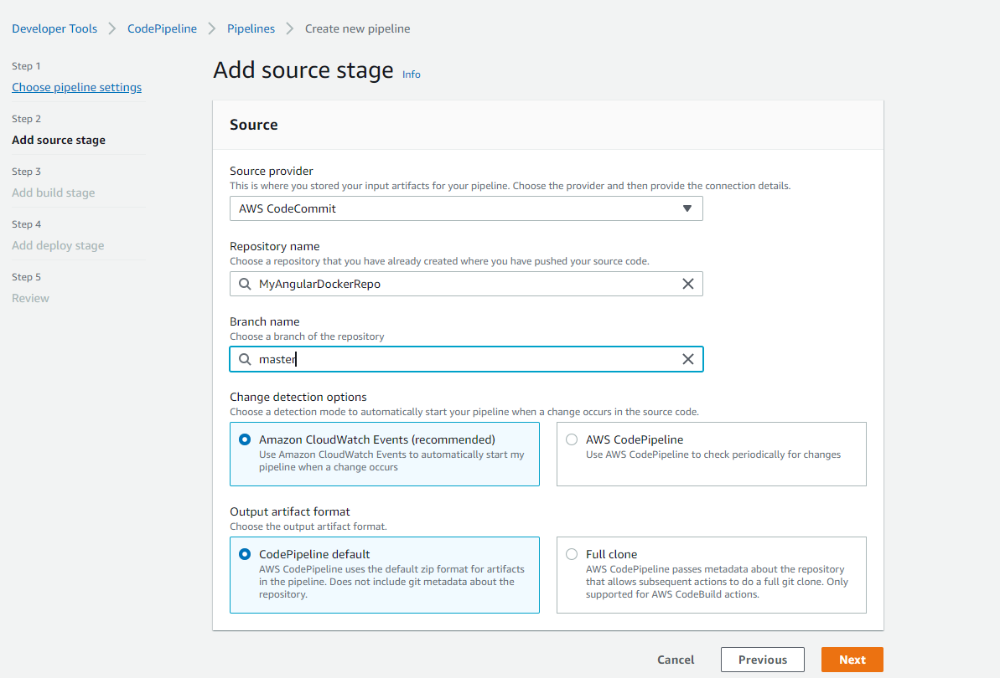 Developer Tools > CodePipeline > Pipelines > Create new pipeline
Step 1
Choose pipeline settings
Step 2
Add source stage
Step 3
Add build stage
Step 4
Add deploy stage
Step 5
Review
Add source stage Info
Source
Source provider
This is where you stored your input artifacts for your pipeline. Choose the provider and then provide the connection details.
AWS CodeCommit
Repository name
Choose a repository that you have already created where you have pushed your source code.
MyAngularDockerRepo
Branch name
Choose a branch of the repository
master
Change detection options
Choose a detection mode to automatically start your pipeline when a change occurs in the source code.
Amazon CloudWatch Events (recommended)
Use Amazon CloudWatch Events to automatically start my
pipeline when a change occurs
AWS CodePipeline
Use AWS CodePipeline to check periodically for changes
Output artifact format
Choose the output artifact format.
CodePipeline default
AWS CodePipeline uses the default zip format for artifacts
in the pipeline. Does not include git metadata about the
repository.
Full clone
AWS CodePipeline passes metadata about the repository
that allows subsequent actions to do a full git clone. Only
supported for AWS CodeBuild actions.
Cancel Previous Next